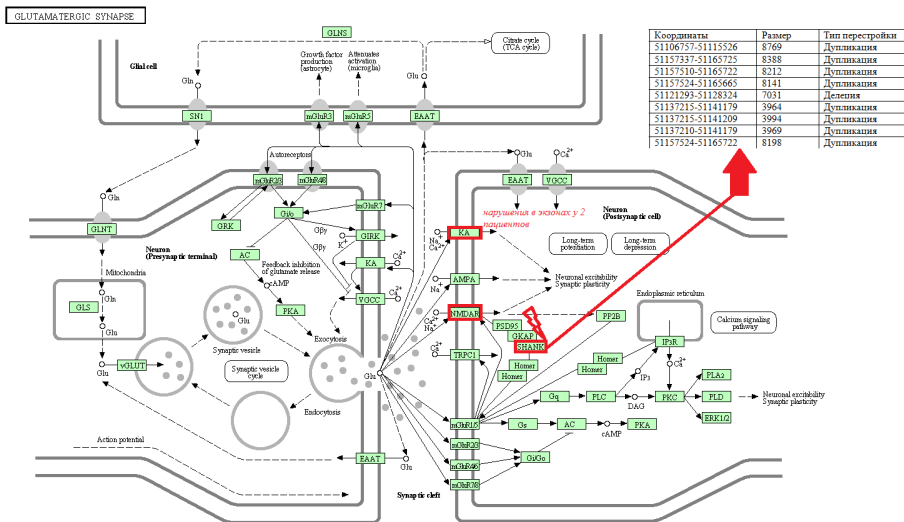 GLUTAMATERGIC SYNAPSE
GLNS
Citrate cycle
(TCA cycle)
Glial cell
Growth factor
production
(astrocyte)
Attenuates
activation
(microglia)
Gln
Glu
SN1
mGluR3
mGluR5
EAAT
Координаты Размер Тип перестройки
51106757-51115526 8769 Дупликация
51157337-51165725 8388 Дупликация
51157510-51165722 8212 Дупликация
51157524-51165665 8141 Дупликация
51121293-51128324 7031 Делеция
51137215-51141179 3964 Дупликация
51137215-51141209 3994 Дупликация
51137210-51141179 3969 Дупликация
51157524-51165722 8198 Дупликация
Autoreceptors
mGluR2/3
Glu
Ca2+
EAAT
VGCC
Gln
GLNT
Neuron
(Presynaptic terminal)
GRK
Gi/o
mGluR7
Gβγ
Gβγ
K+
GIRK
Ca2+
KA
AC
Feedback inhibition
of glutamate release
cAMP
PKA
VGCC
Ca2+
Exocytosis
Mitochondria
Gln
GLS
Glu
Glu
vGLUT
Glu
Synaptic vesicle
Synaptic vesicle
cycle
Endocytosis
Glu
Action potential
EAAT
Glu
Synaptic cleft
нарушения в экзонах у 2
пациентов
Neuron
(Postsynaptic cell)
Na+
Ca2+
KA
Long-term
potentiation
Long-term
depression
AMPA
Na+
Neuronal excitability
Synaptic plasticity
Ca2+
Na+
NMDAR
PSD95
GKAP
SHANK
Homer
Homer
PP2B
Endoplasmic reticulum
Calcium signaling
pathway
TRPC1
Ca2+
Homer
Homer
IP3R
IP3
Ca2+
Gq
PLC
DAG
PKC
PLA2
PLD
ERK1/2
Neuronal excitability
Synaptic plasticity
mGluR1/5
Gs
AC
cAMP
PKA
mGluR2/3
Gi/Go
mGluR4/6
mGluR7/8